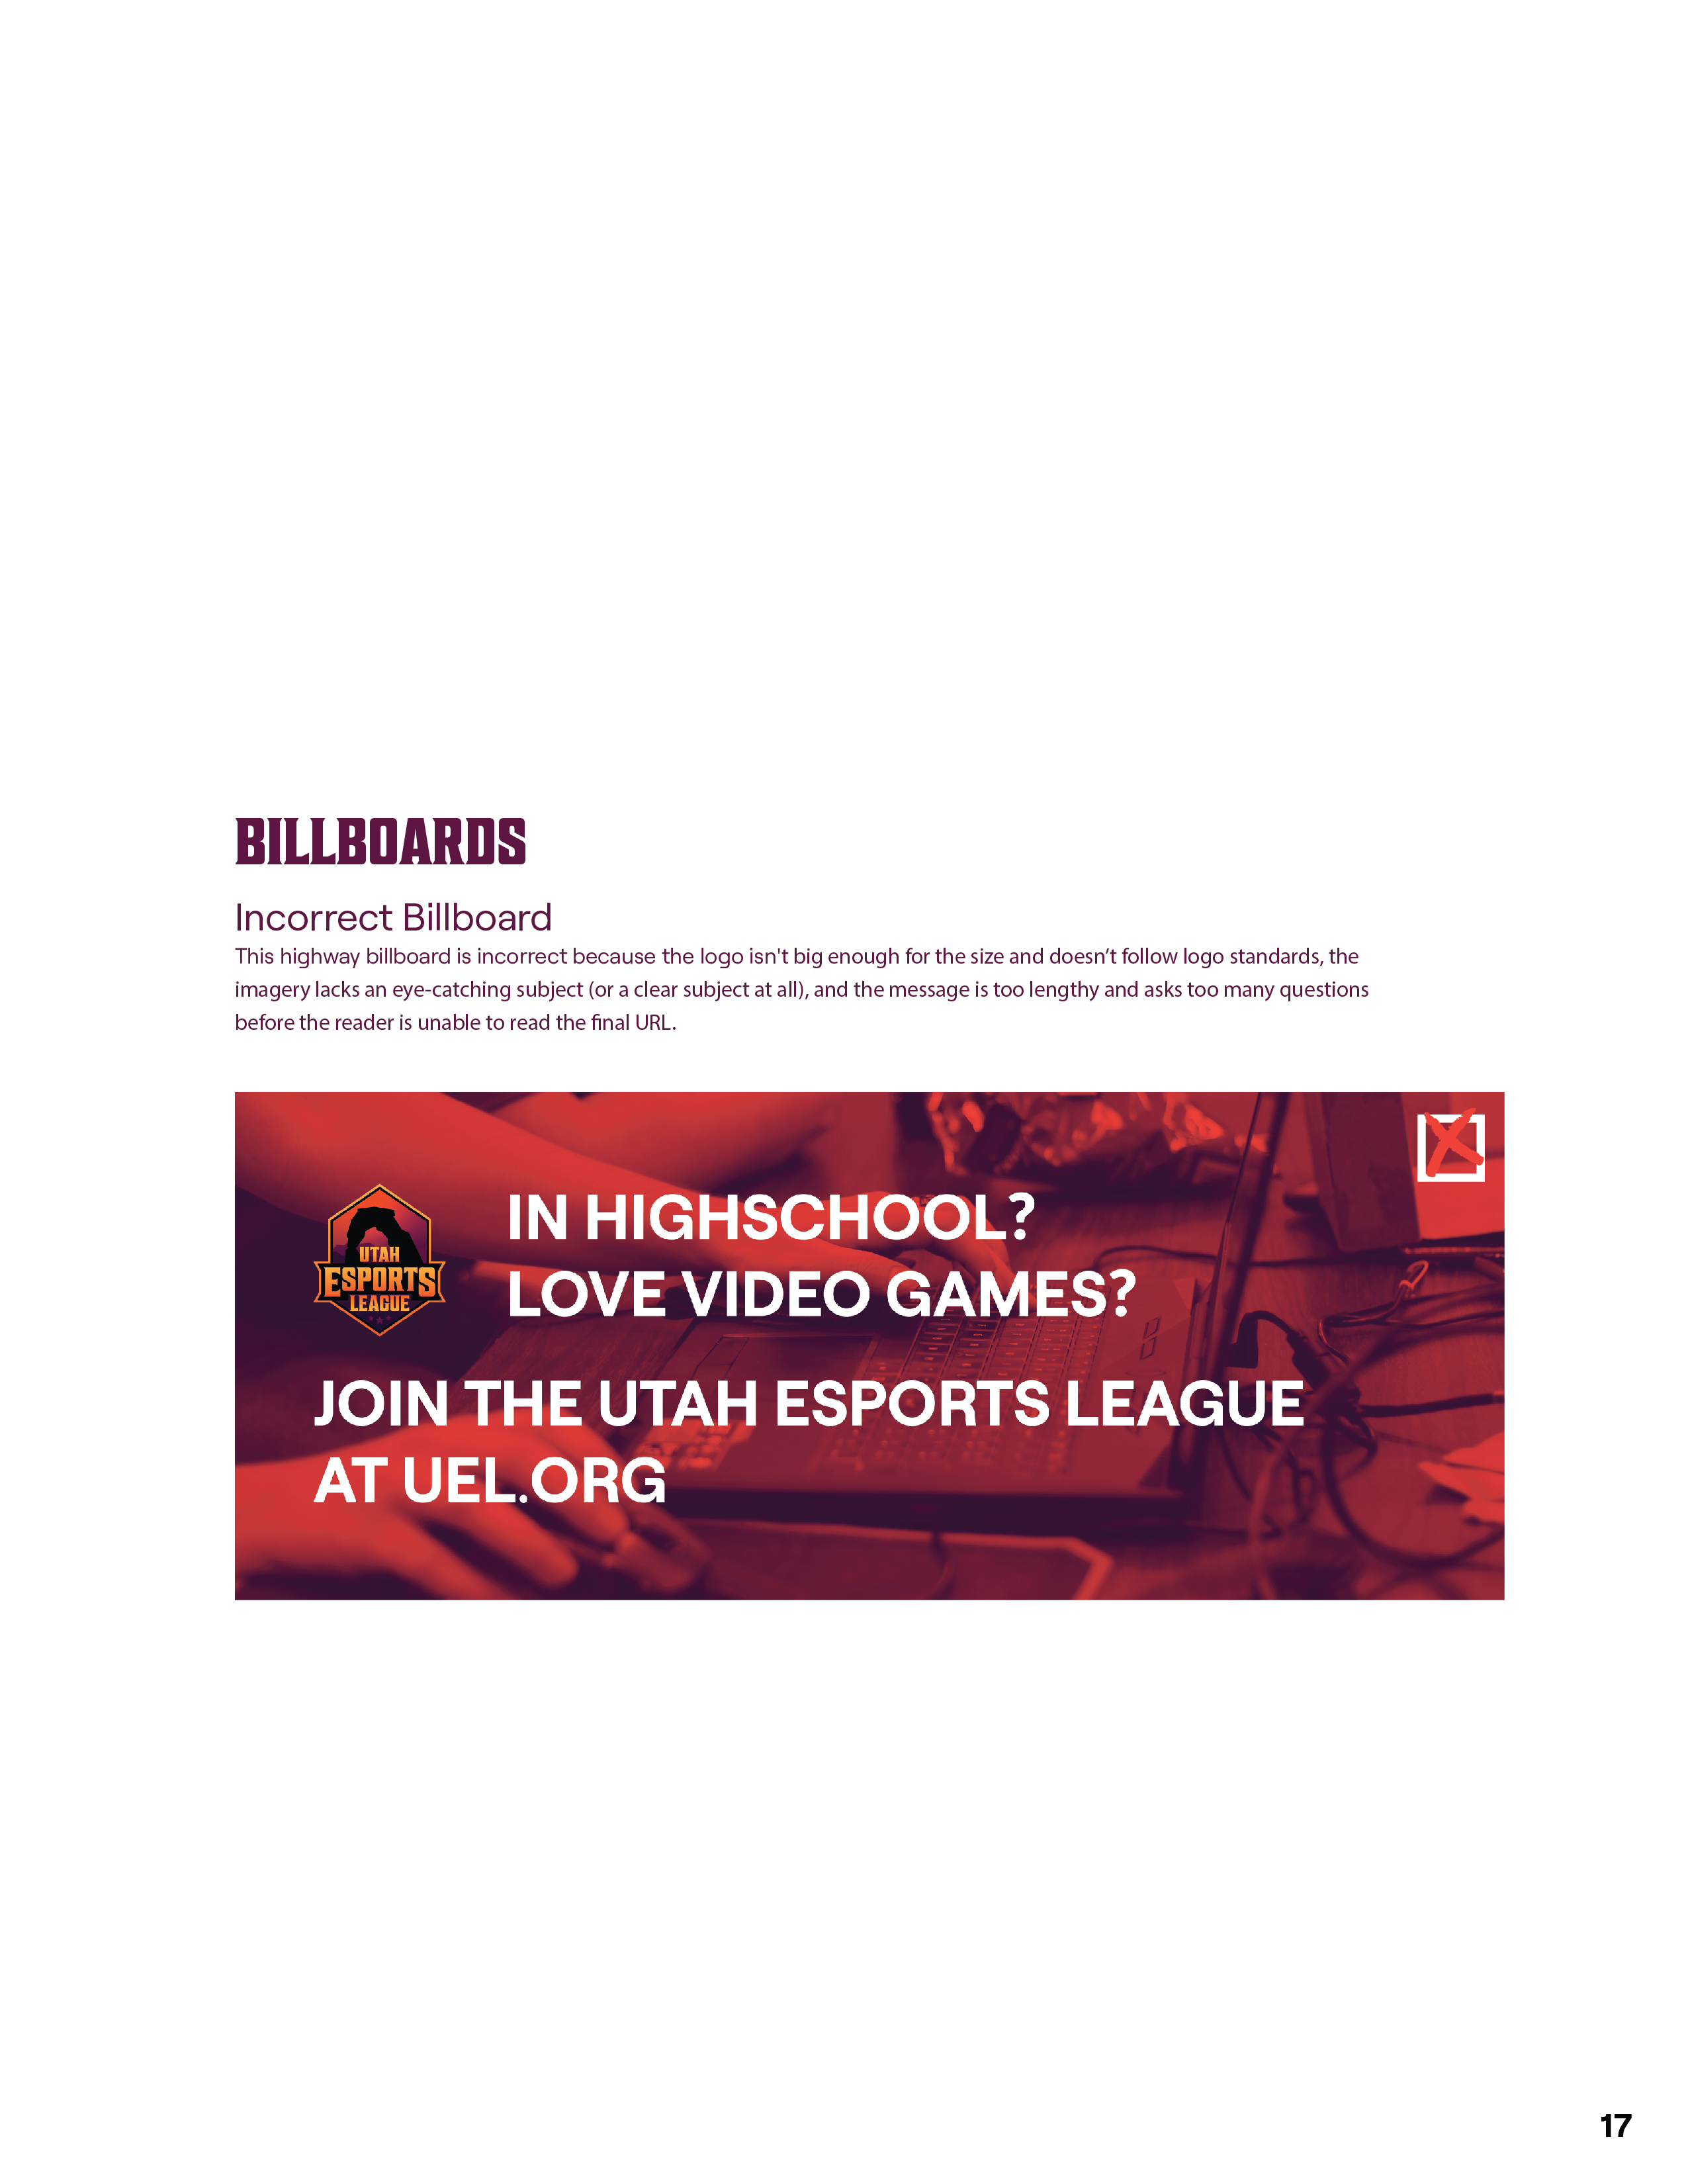 BILLBOARDS
Incorrect Billboard
This highway billboard is incorrect because the logo isn't big enough for the size and doesn’t follow logo standards, the
imagery lacks an eye-catching subject (or a clear subject at all), and the message is too lengthy and asks too many questions
before the reader is unable to read the final URL.
UTAH
ESPORTS
LEAGUE
IN HIGHSCHOOL?
LOVE VIDEO GAMES?
JOIN THE UTAH ESPORTS LEAGUE
AT UEL.ORG
17